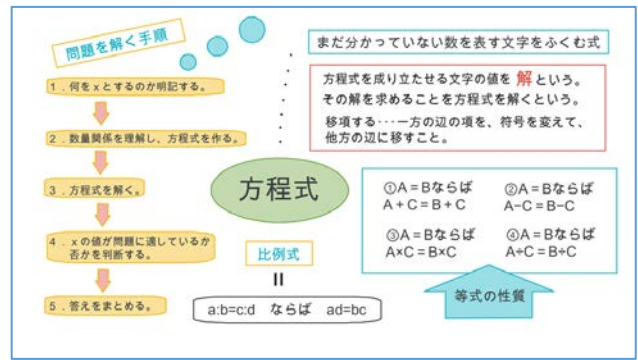 問題を解く手順
1．何をxとするのか明記する。
2．数量関係を理解し、方程式を作る。
3．方程式を解く。
4．xの値が問題に適しているか
否かを判断する。
5．答えをまとめる。
まだ分かっていない数を表す文字をふくむ式
方程式を成り立たせる文字の値を 解 という。
その解を求めることを方程式を解くという。
移項する･･･一方の辺の項を、符号を変えて、
他方の辺に移すこと。
方程式
比例式
=
a:b=c:d ならば ad=bc
①A=Bならば
A+C=B+C
②A=Bならば
A−C=B−C
③A=Bならば
A×C=B×C
④A=Bならば
A÷C=B÷C
等式の性質